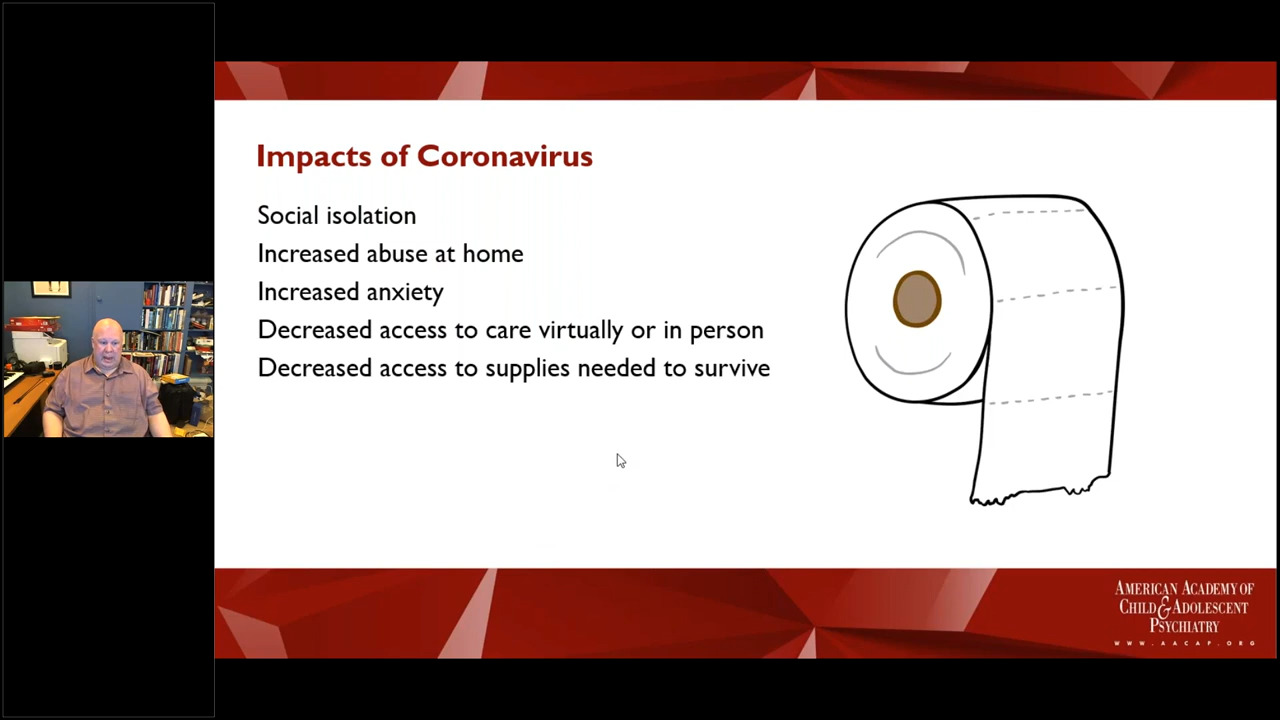 Impacts of Coronavirus
Social isolation
Increased abuse at home
Increased anxiety
Decreased access to care virtually or in person
Decreased access to supplies needed to survive
AMERICAN ACADEMY OF
CHILD & ADOLESCENT
PSYCHIATRY
WWW.AACAP.ORG